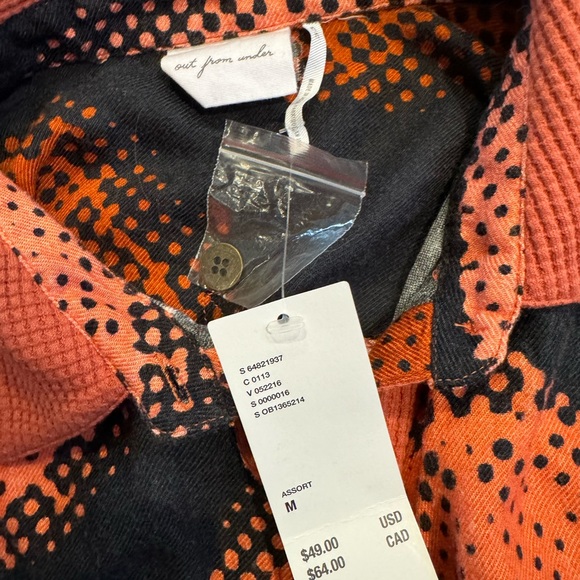 out from under
S 64821937
C 0113
V 052216
S 0000016
S OB1365214
ASSORT
M
$49.00 USD
$64.00 CAD